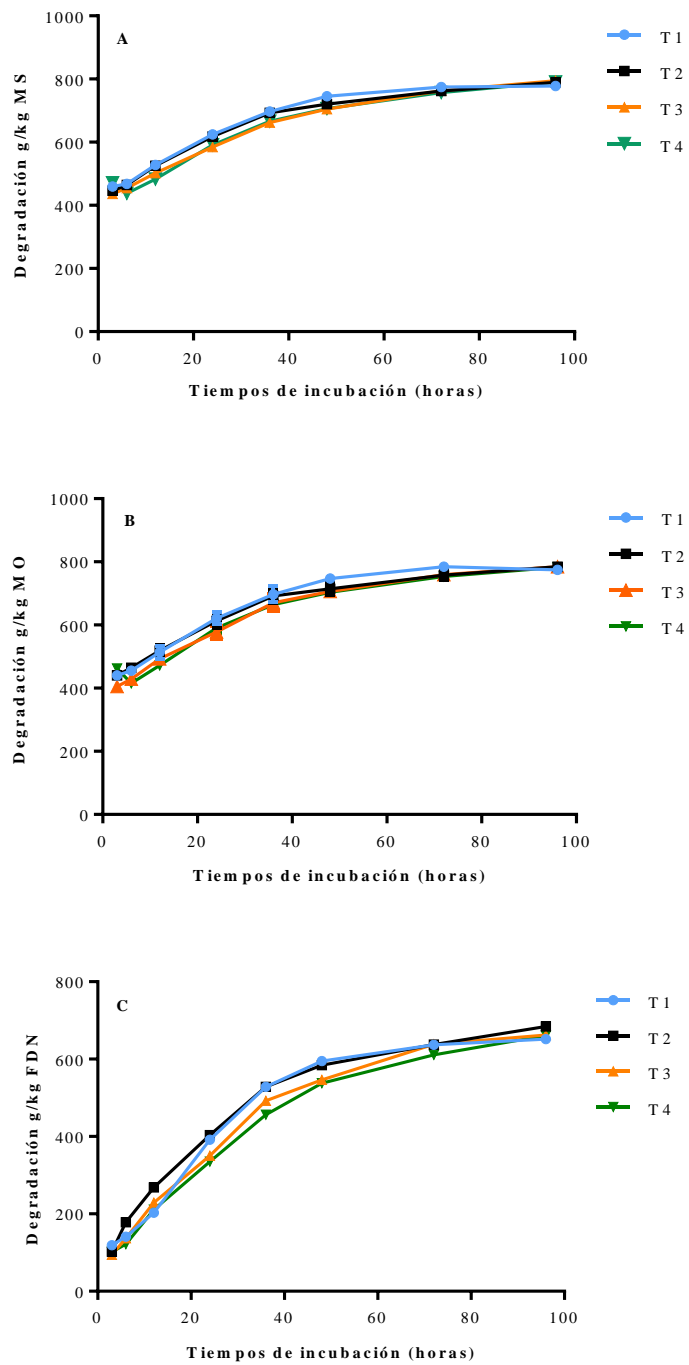 A
1000
800
600
400
200
0
0 20 40 60 80 100
Degradación g/kg MS
Tiempos de incubación (horas)
T 1
T 2
T 3
T 4
B
1000
800
600
400
200
0
0 20 40 60 80 100
Degradación g/kg MO
Tiempos de incubación (horas)
T 1
T 2
T 3
T 4
C
800
600
400
200
0
0 20 40 60 80 100
Degradación g/kg FDN
Tiempos de incubación (horas)
T 1
T 2
T 3
T 4